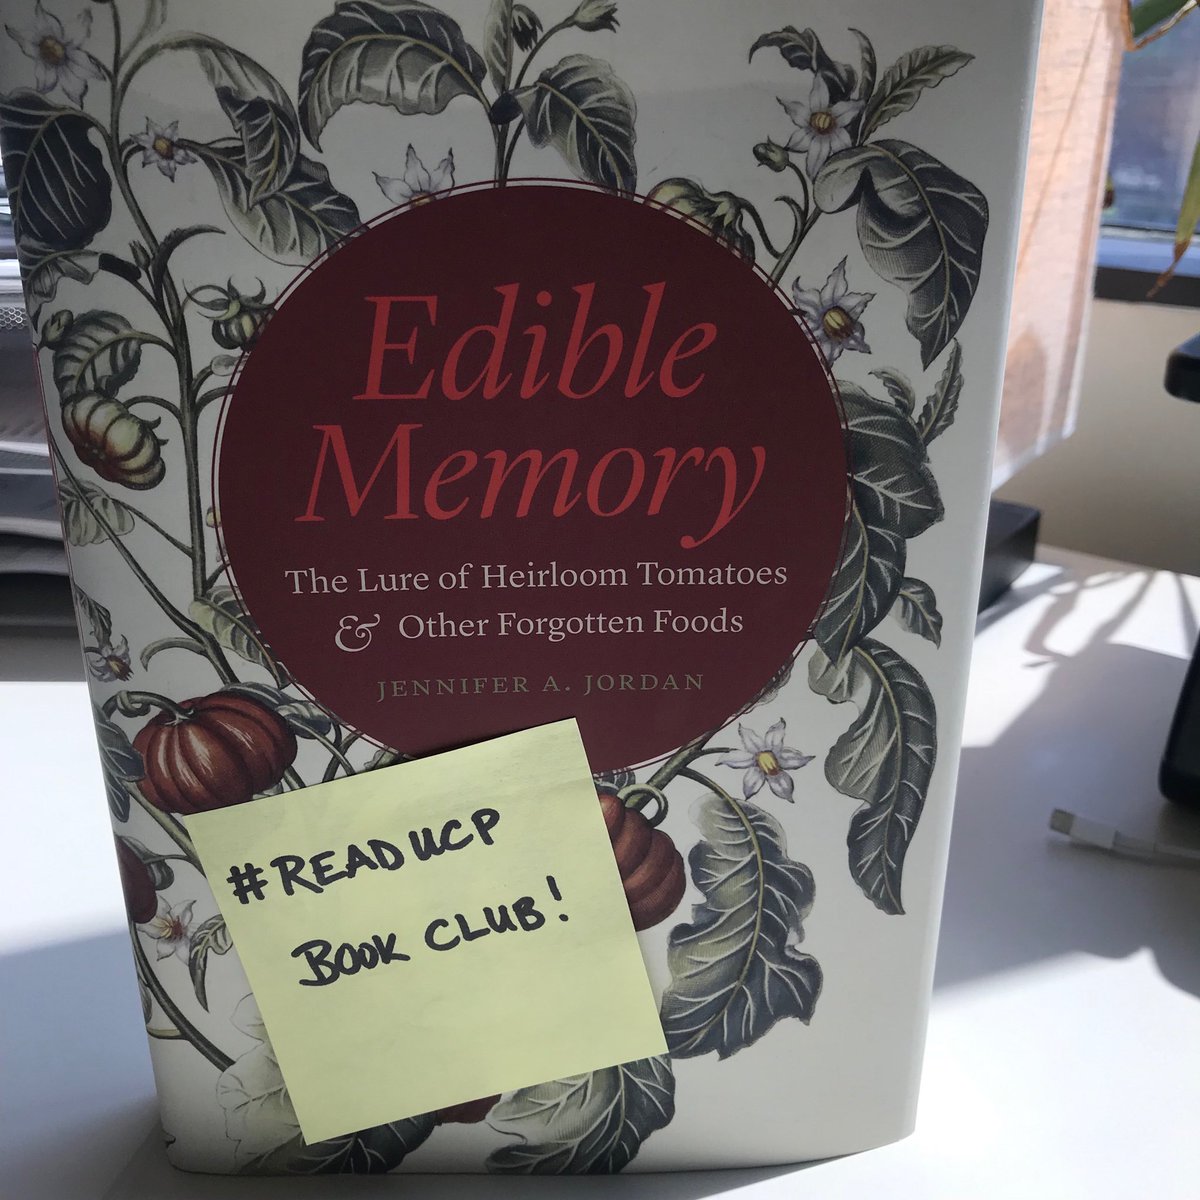 Edible
Memory
The Lure of Heirloom Tomatoes
& Other Forgotten Foods
JENNIFER A. JORDAN
#READUCP
BOOK CLUB!